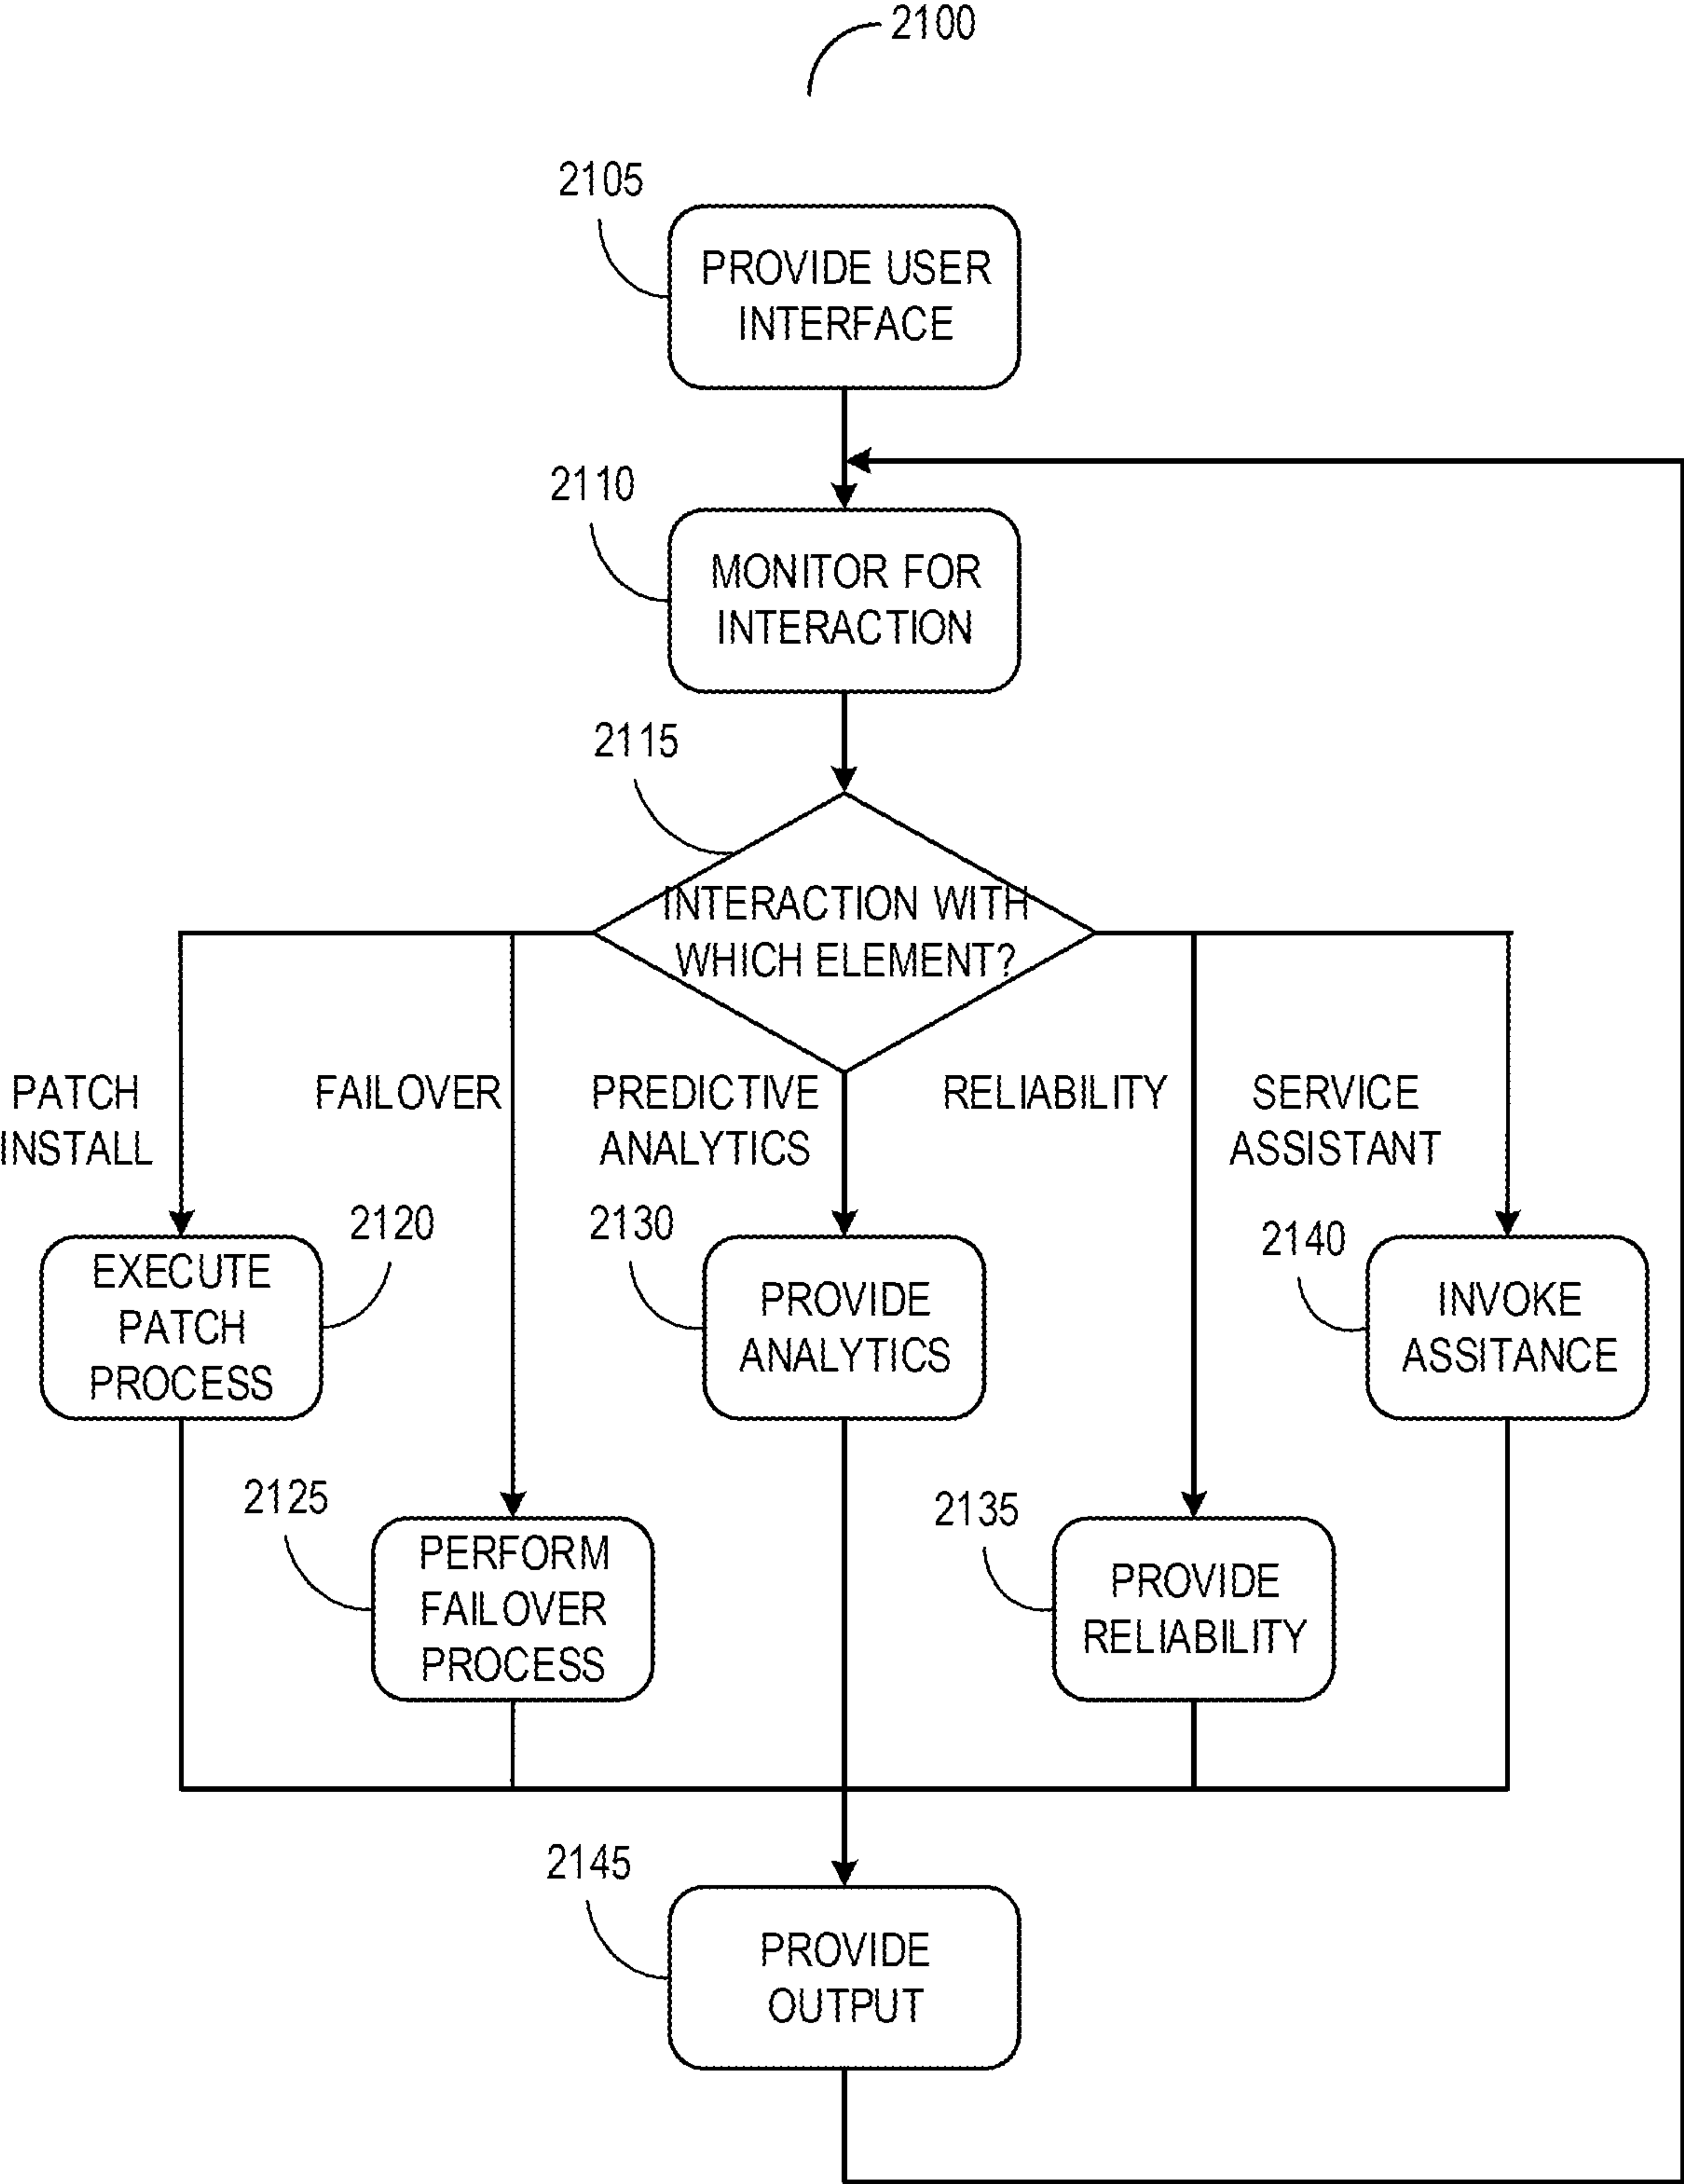 2100
2105
PROVIDE USER
INTERFACE
2110
MONITOR FOR
INTERACTION
2115
INTERACTION WITH
WHICH ELEMENT?
PATCH
INSTALL
FAILOVER
PREDICTIVE
ANALYTICS
RELIABILITY
SERVICE
ASSISTANT
2120
EXECUTE
PATCH
PROCESS
2130
PROVIDE
ANALYTICS
2140
INVOKE
ASSITANCE
2125
PERFORM
FAILOVER
PROCESS
2135
PROVIDE
RELIABILITY
2145
PROVIDE
OUTPUT